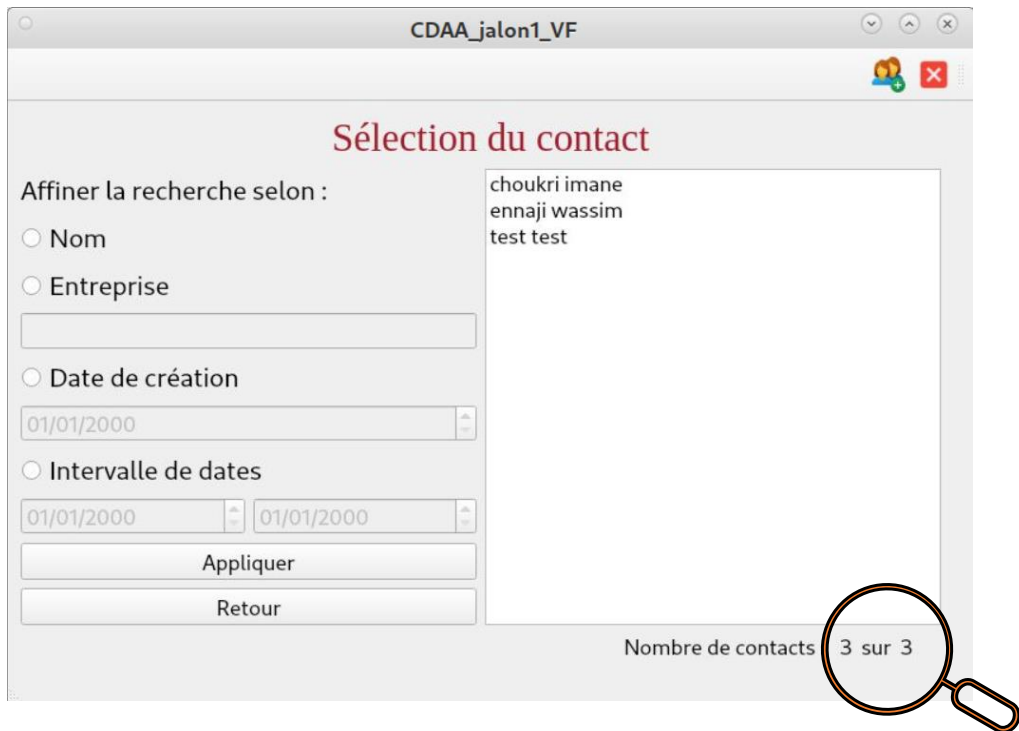 CDAA_jalon1_VF
Sélection du contact
Affiner la recherche selon :
Nom
Entreprise
Date de création
01/01/2000
Intervalle de dates
01/01/2000 01/01/2000
Appliquer
Retour
choukri imane
ennaji wassim
test test
Nombre de contacts 3 sur 3